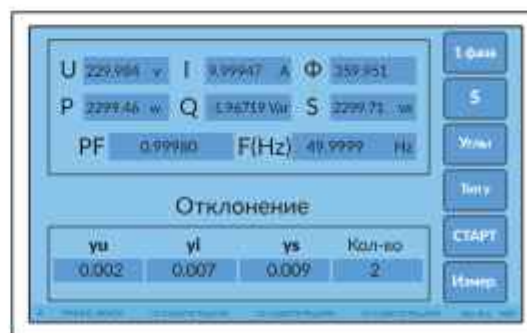 U 229.984 v I 9.99947 A Φ 359.951
P 2299.46 w Q 1.96719 Var S 2299.71 va
PF 0.99980 F(Hz) 49.9999 Hz
1 фаза
S
Углы
СТАРТ
Измер.
Отклонение
γu γi γs Кол-во
0.002 0.007 0.009 2